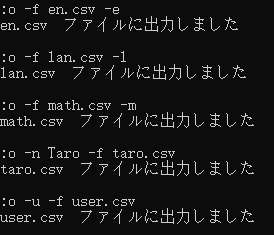 :o -f en.csv -e
en.csv ファイルに出力しました
:o -f lan.csv -l
lan.csv ファイルに出力しました
:o -f math.csv -m
math.csv ファイルに出力しました
:o -n Taro -f taro.csv
taro.csv ファイルに出力しました
:o -u -f user.csv
user.csv ファイルに出力しました